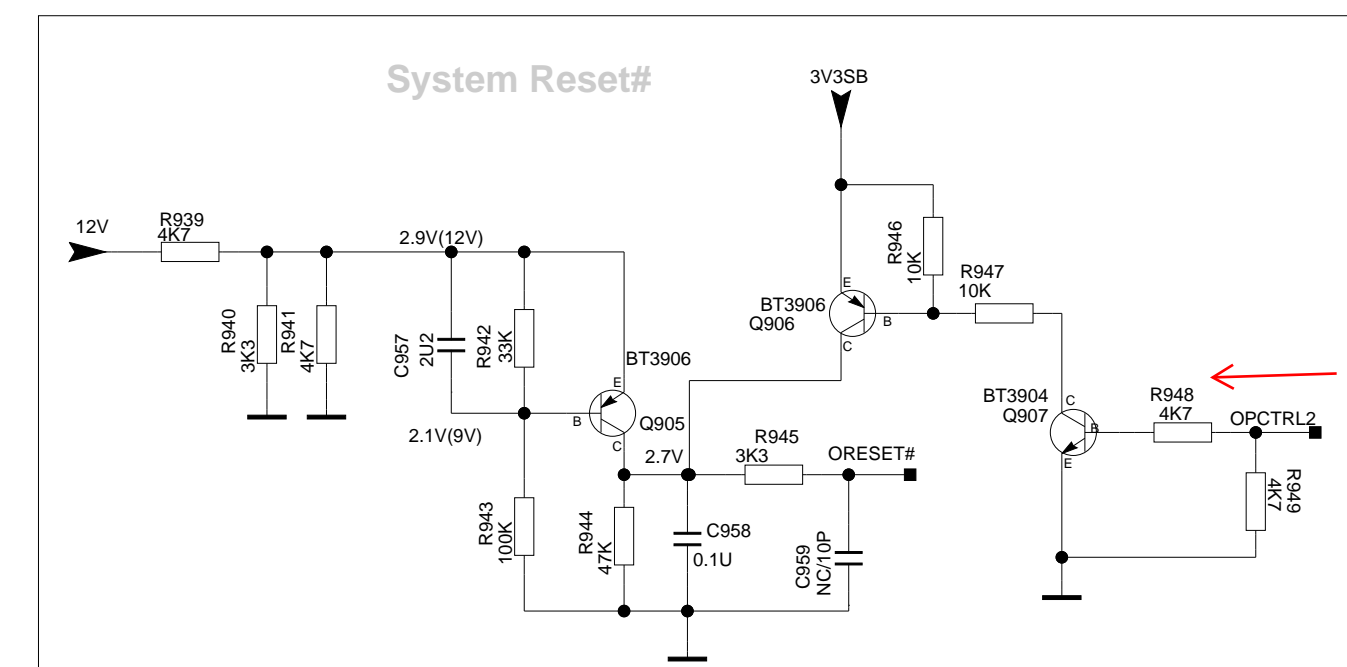 System Reset#
3V3SB
12V
R939
4K7
2.9V(12V)
R940
3K3
R941
4K7
C957
2U2
R942
33K
BT3906
E
B
C
Q905
2.1V(9V)
R943
100K
R944
47K
2.7V
C958
0.1U
R945
3K3
ORESET#
C959
NC/10P
BT3906
Q906
E
B
C
R946
10K
R947
10K
BT3904
Q907
C
B
E
R948
4K7
OPCTRL2
R949
4K7